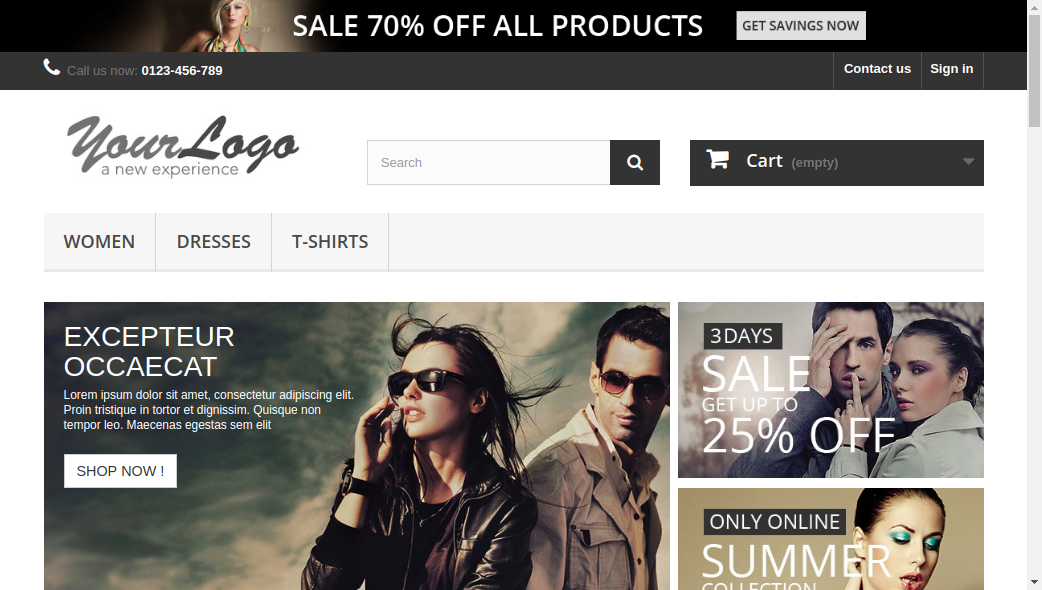 SALE 70% OFF ALL PRODUCTS
GET SAVINGS NOW
Call us now: 0123-456-789
Contact us
Sign in
YourLogo
a new experience
Search
Cart (empty)
WOMEN
DRESSES
T-SHIRTS
EXCEPTEUR
OCCAECAT
Lorem ipsum dolor sit amet, consectetur adipiscing elit.
Proin tristique in tortor et dignissim. Quisque non
tempor leo. Maecenas egestas sem elit
SHOP NOW !
3 DAYS
SALE
GET UP TO
25% OFF
ONLY ONLINE
SUMMER
COLLECTION